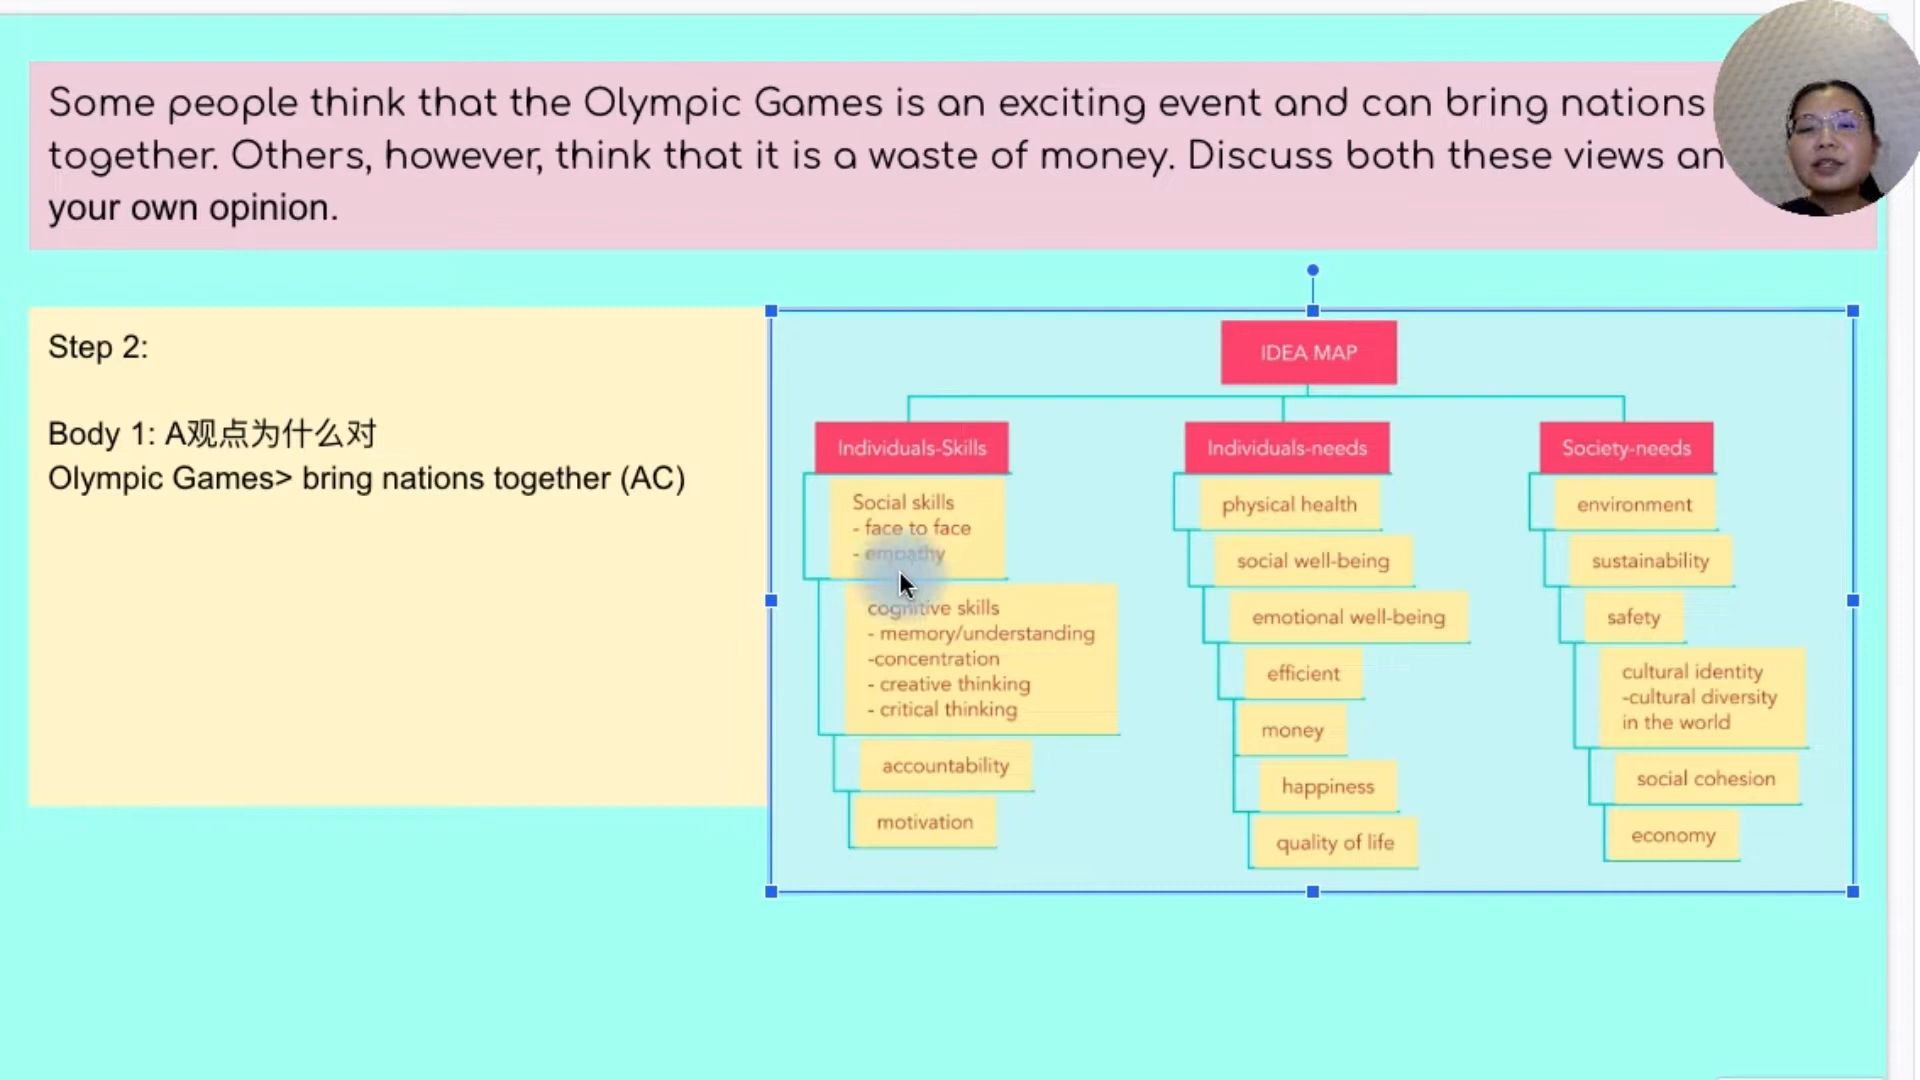 Some people think that the Olympic Games is an exciting event and can bring nations
together. Others, however, think that it is a waste of money. Discuss both these views an
your own opinion.
Step 2:
Body 1: A观点为什么对
Olympic Games> bring nations together (AC)
IDEA MAP
Individuals-Skills
Social skills
- face to face
- empathy
cognitive skills
- memory/understanding
-concentration
- creative thinking
- critical thinking
accountability
motivation
Individuals-needs
physical health
social well-being
emotional well-being
efficient
money
happiness
quality of life
Society-needs
environment
sustainability
safety
cultural identity
-cultural diversity
in the world
social cohesion
economy